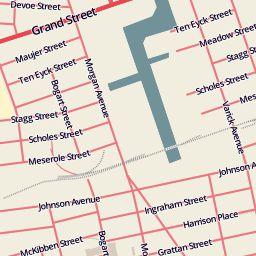 Devoe Street
Grand Street
Ten Eyck Street
Maujer Street
Meadow Street
Ten Eyck Street
Stagg Street
Morgan Avenue
Bogart Street
Scholes Street
Stagg Street
Varick Avenue
Scholes Street
Meserole Street
Johnson A
Johnson Avenue
Ingraham Street
Harrison Place
McKibben Street
Bogart
Grattan Street